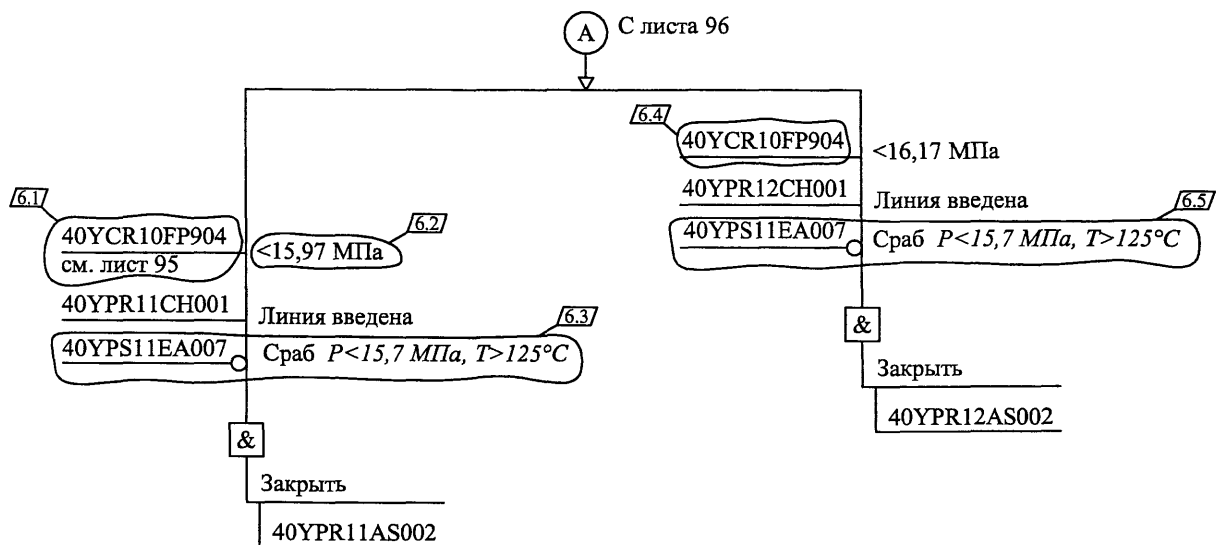 A
С листа 96
6.1
40YCR10FP904
см. лист 95
6.2
<15,97 МПа
40YPR11CH001
Линия введена
6.3
40YPS11EA007
Сраб P<15,7 МПа, T>125°C
&
Закрыть
40YPR11AS002
6.4
40YCR10FP904
<16,17 МПа
40YPR12CH001
Линия введена
6.5
40YPS11EA007
Сраб P<15,7 МПа, T>125°C
&
Закрыть
40YPR12AS002